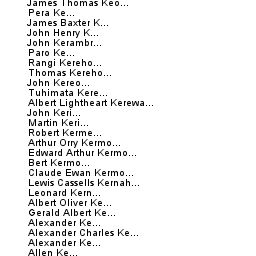 James Thomas Keo...
Pera Ke...
James Baxter K...
John Henry K...
John Kerambr...
Paro Ke...
Rangi Kereho...
Thomas Kereho...
John Kereo...
Tuhimata Kere...
Albert Lightheart Kerewa...
John Keri...
Martin Keri...
Robert Kerme...
Arthur Orry Kermo...
Edward Arthur Kermo...
Bert Kermo...
Claude Ewan Kermo...
Lewis Cassells Kernah...
Leonard Kern...
Albert Oliver Ke...
Gerald Albert Ke...
Alexander Ke...
Alexander Charles Ke...
Alexander Ke...
Allen Ke...